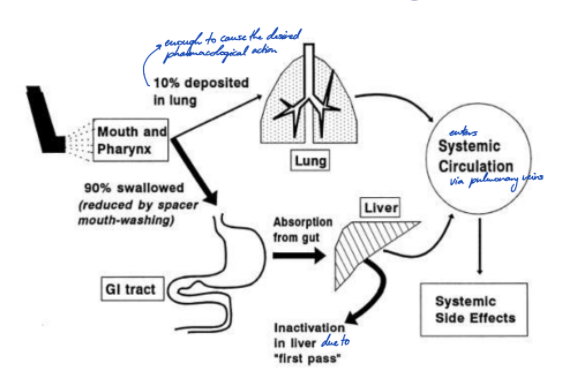 enough to cause the desired
pharmacological action
10% deposited
in lung
Mouth and
Pharynx
Lung
enters
Systemic
Circulation
via pulmonary veins
90% swallowed
(reduced by spacer
mouth-washing)
Absorption
from gut
Liver
GI tract
Systemic
Side Effects
Inactivation
in liver due to
"first pass"